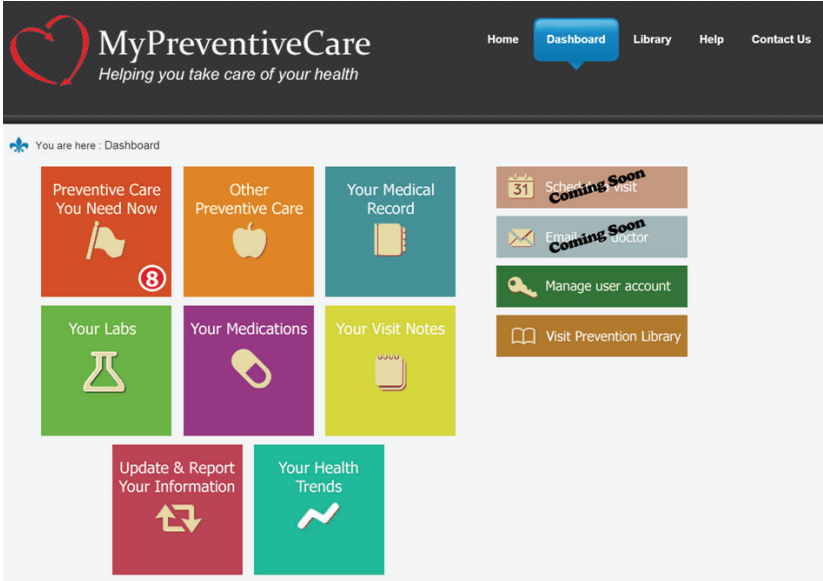 MyPreventiveCare
Helping you take care of your health
Home Dashboard Library Help Contact Us
You are here : Dashboard
Preventive Care
You Need Now
8
Other
Preventive Care
Your Medical
Record
31
Coming Soon
visit
Email
Coming Soon
doctor
Manage user account
Visit Prevention Library
Your Labs
Your Medications
Your Visit Notes
Update & Report
Your Information
Your Health
Trends